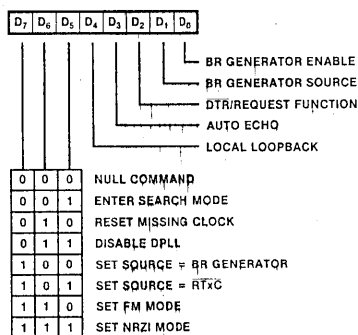 D7 D6 D5 D4 D3 D2 D1 D0
BR GENERATOR ENABLE
BR GENERATOR SOURCE
DTR/REQUEST FUNCTION
AUTO ECHO
LOCAL LOOPBACK
0 0 0 NULL COMMAND
0 0 1 ENTER SEARCH MODE
0 1 0 RESET MISSING CLOCK
0 1 1 DISABLE DPLL
1 0 0 SET SOURCE = BR GENERATOR
1 0 1 SET SOURCE = RTxC
1 1 0 SET FM MODE
1 1 1 SET NRZI MODE